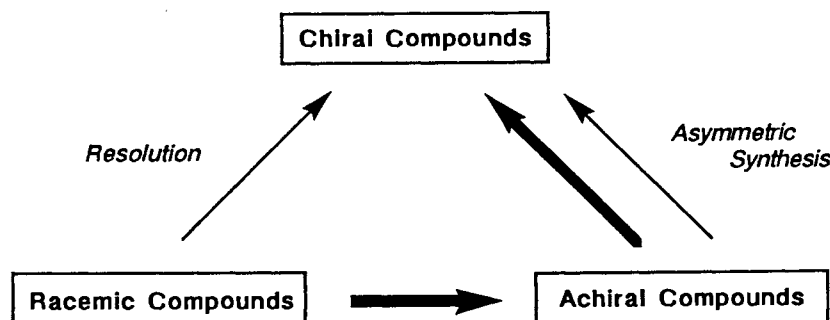 Chiral Compounds
Resolution
Asymmetric
Synthesis
Racemic Compounds
Achiral Compounds